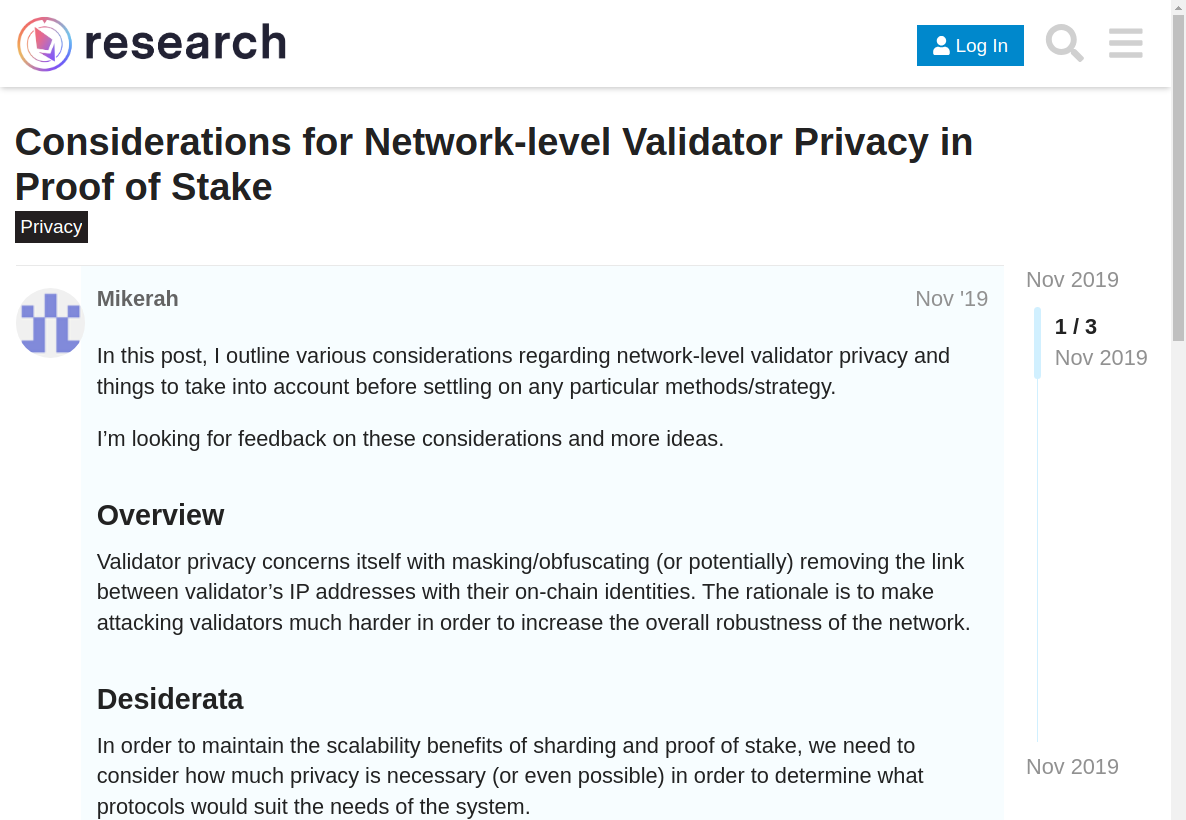 research
Log In
Considerations for Network-level Validator Privacy in
Proof of Stake
Privacy
Mikerah
Nov '19
In this post, I outline various considerations regarding network-level validator privacy and
things to take into account before settling on any particular methods/strategy.
I’m looking for feedback on these considerations and more ideas.
Overview
Validator privacy concerns itself with masking/obfuscating (or potentially) removing the link
between validator’s IP addresses with their on-chain identities. The rationale is to make
attacking validators much harder in order to increase the overall robustness of the network.
Desiderata
In order to maintain the scalability benefits of sharding and proof of stake, we need to
consider how much privacy is necessary (or even possible) in order to determine what
protocols would suit the needs of the system.
Nov 2019
1 / 3
Nov 2019
Nov 2019